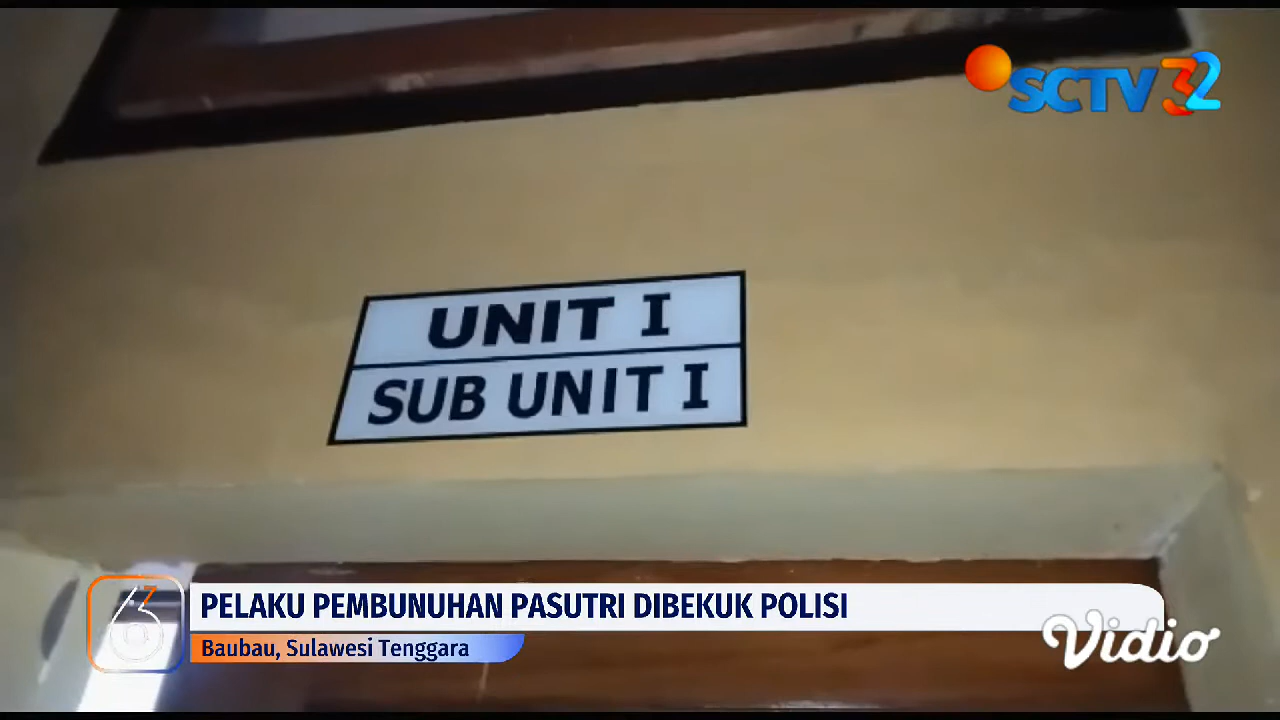 SCTV 32
UNIT I
SUB UNIT I
PELAKU PEMBUNUHAN PASUTRI DIBEKUK POLISI
Baubau, Sulawesi Tenggara
Vidio